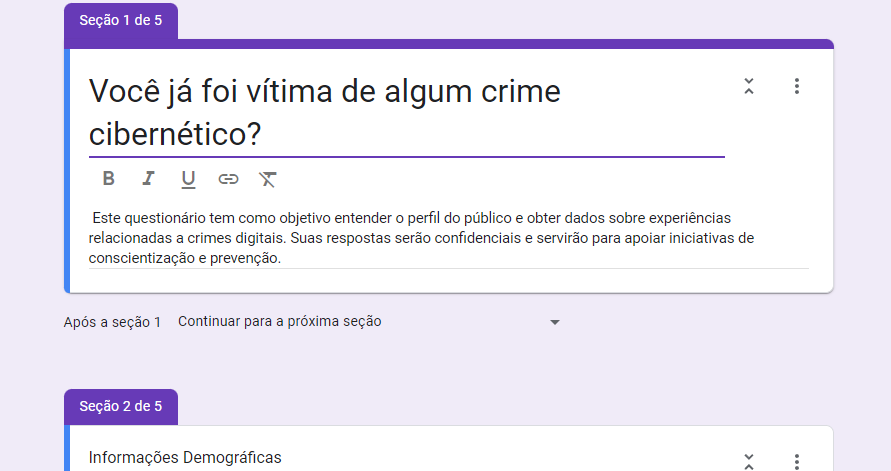 Seção 1 de 5
Você já foi vítima de algum crime
cibernético?
B I U
Este questionário tem como objetivo entender o perfil do público e obter dados sobre experiências
relacionadas a crimes digitais. Suas respostas serão confidenciais e servirão para apoiar iniciativas de
conscientização e prevenção.
Após a seção 1 Continuar para a próxima seção
Seção 2 de 5
Informações Demográficas